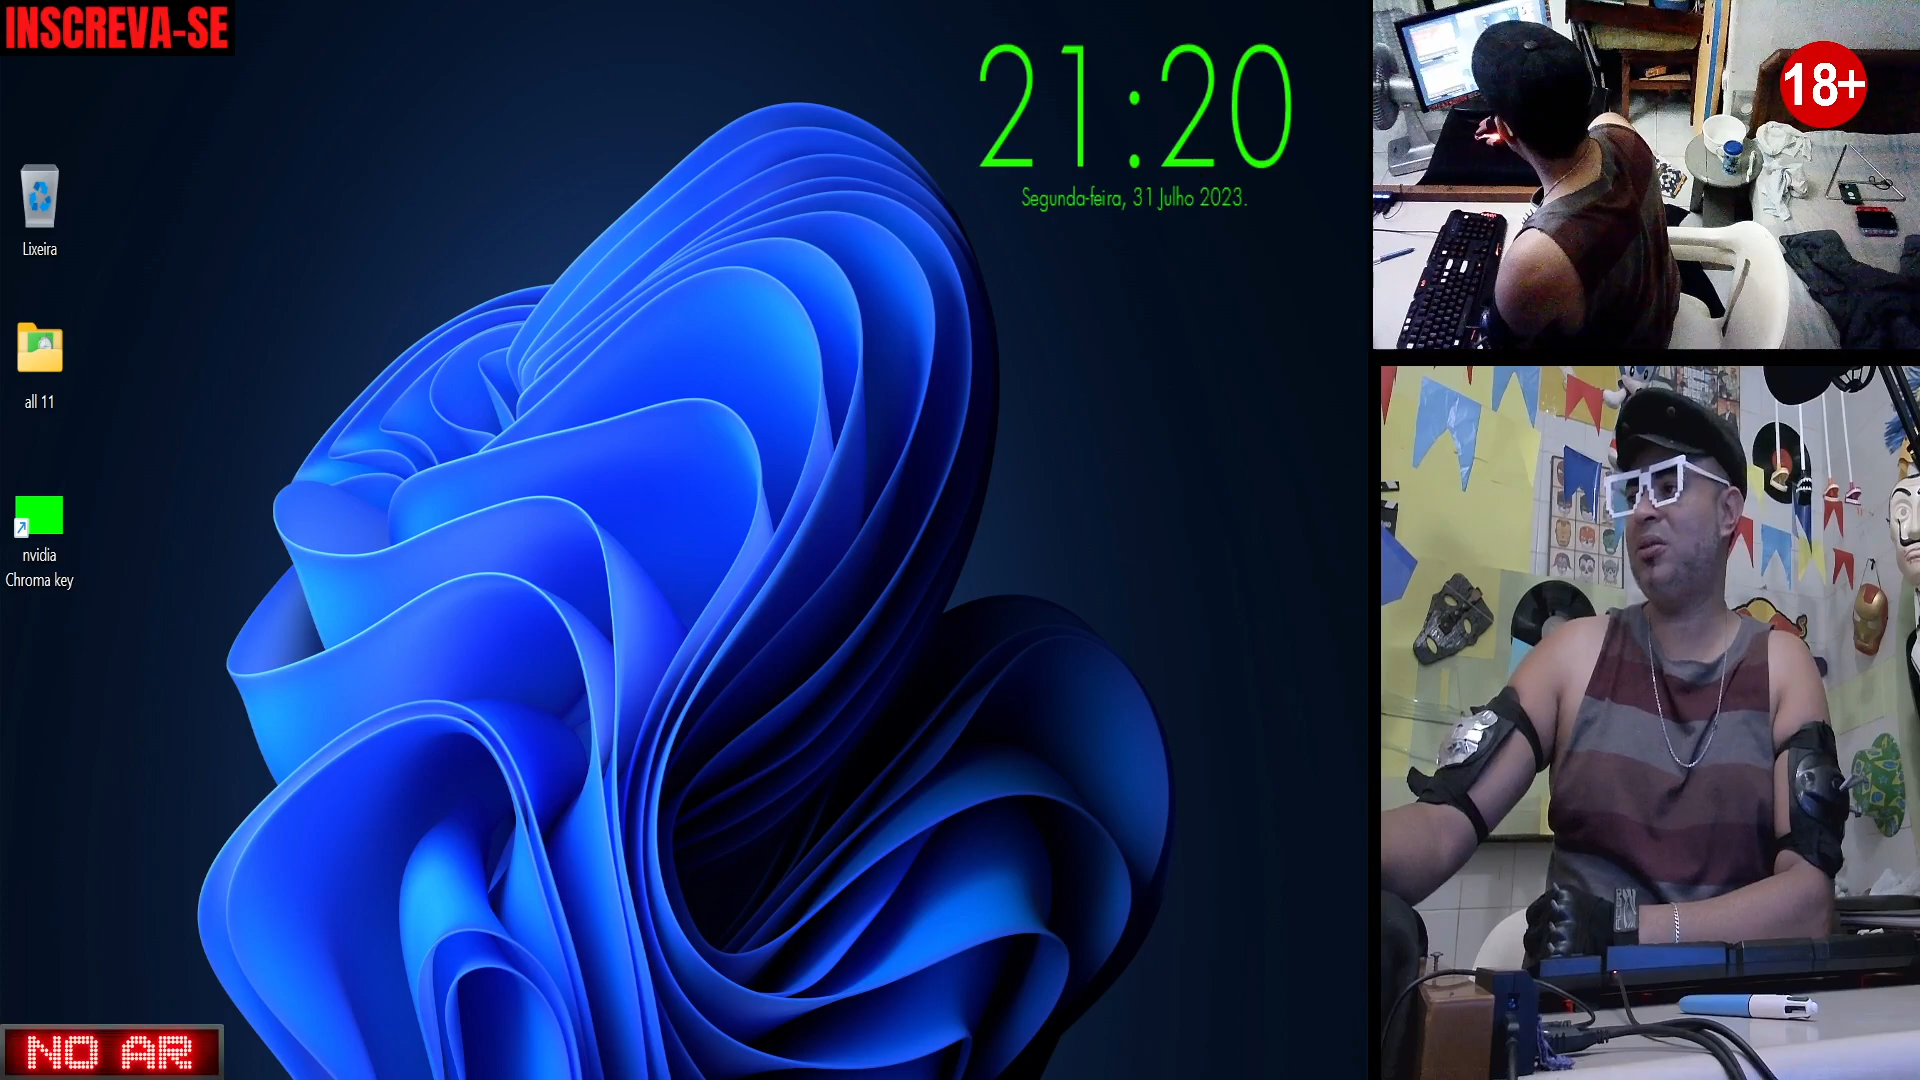 INSCREVA-SE
21:20
Segunda-feira, 31 Julho 2023.
18+
Lixeira
all 11
nvidia
Chroma key
NO AR